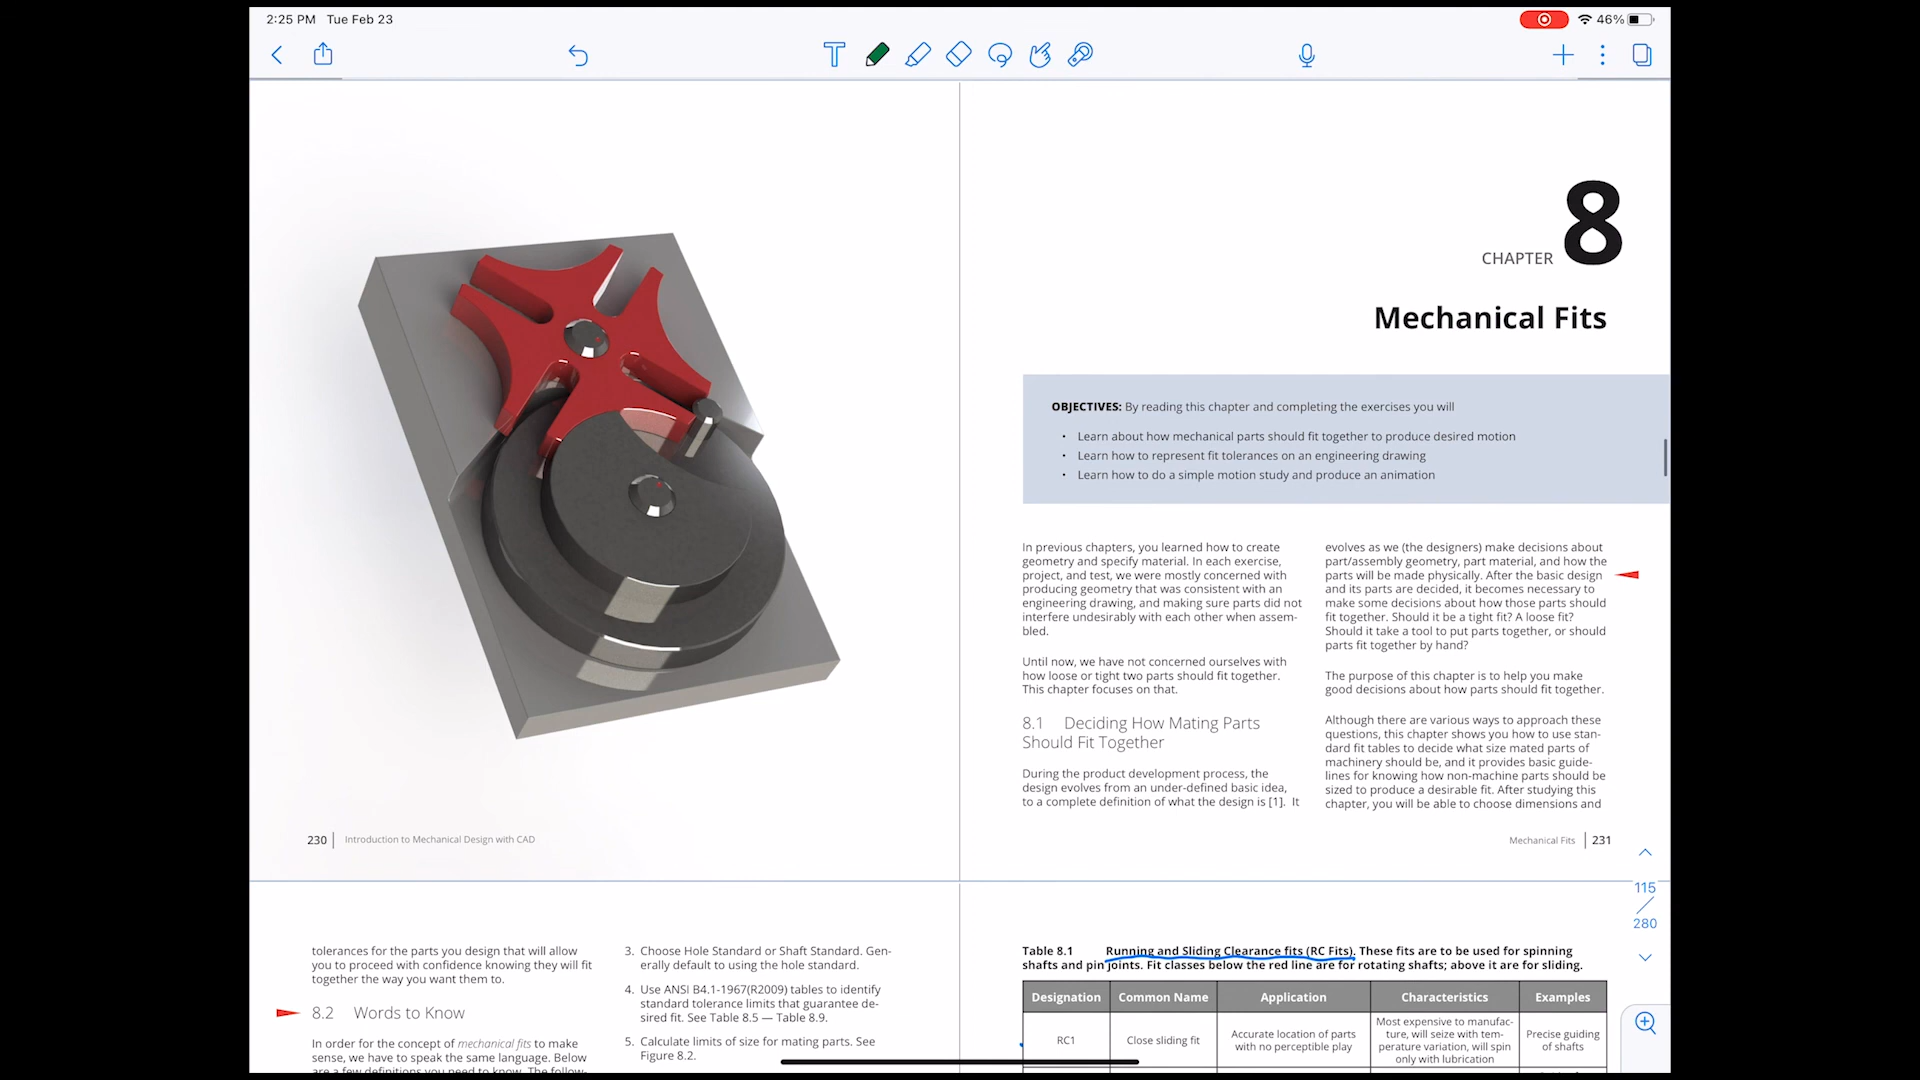 2:25 PM Tue Feb 23
46%
8
CHAPTER
Mechanical Fits
OBJECTIVES: By reading this chapter and completing the exercises you will
• Learn about how mechanical parts should fit together to produce desired motion
• Learn how to represent fit tolerances on an engineering drawing
• Learn how to do a simple motion study and produce an animation
In previous chapters, you learned how to create
geometry and specify material. In each exercise,
project, and test, we were mostly concerned with
producing geometry that was consistent with an
engineering drawing, and making sure parts did not
interfere undesirably with each other when assem-
bled.
Until now, we have not concerned ourselves with
how loose or tight two parts should fit together.
This chapter focuses on that.
8.1 Deciding How Mating Parts
Should Fit Together
During the product development process, the
design evolves from an under-defined basic idea,
to a complete definition of what the design is [1]. It
evolves as we (the designers) make decisions about
part/assembly geometry, part material, and how the
parts will be made physically. After the basic design
and its parts are decided, it becomes necessary to
make some decisions about how those parts should
fit together. Should it be a tight fit? A loose fit?
Should it take a tool to put parts together, or should
parts fit together by hand?
The purpose of this chapter is to help you make
good decisions about how parts should fit together.
Although there are various ways to approach these
questions, this chapter shows you how to use stan-
dard fit tables to decide what size mated parts of
machinery should be, and it provides basic guide-
lines for knowing how non-machine parts should be
sized to produce a desirable fit. After studying this
chapter, you will be able to choose dimensions and
230 Introduction to Mechanical Design with CAD
Mechanical Fits 231
115
280
tolerances for the parts you design that will allow
you to proceed with confidence knowing they will fit
together the way you want them to.
8.2 Words to Know
In order for the concept of mechanical fits to make
sense, we have to speak the same language. Below
are a few definitions you need to know. The follow-
3. Choose Hole Standard or Shaft Standard. Gen-
erally default to using the hole standard.
4. Use ANSI B4.1-1967(R2009) tables to identify
standard tolerance limits that guarantee de-
sired fit. See Table 8.5 — Table 8.9.
5. Calculate limits of size for mating parts. See
Figure 8.2.
Table 8.1 Running and Sliding Clearance fits (RC Fits). These fits are to be used for spinning
shafts and pin joints. Fit classes below the red line are for rotating shafts; above it are for sliding.
Designation Common Name Application Characteristics Examples
RC1
Close sliding fit
Accurate location of parts
with no perceptible play
Most expensive to manufac-
ture, will seize with tem-
perature variation, will spin
only with lubrication
Precise guiding
of shafts